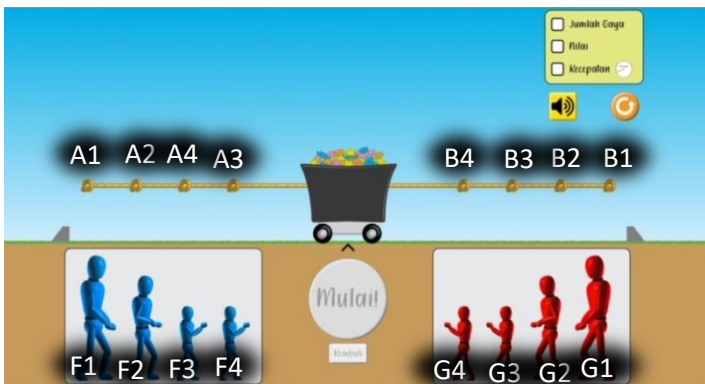 Jumlah Gaya
Nilai
Kecepatan
A1 A2 A4 A3
B4 B3 B2 B1
Mulai!
Kembali
F1 F2 F3 F4
G4 G3 G2 G1